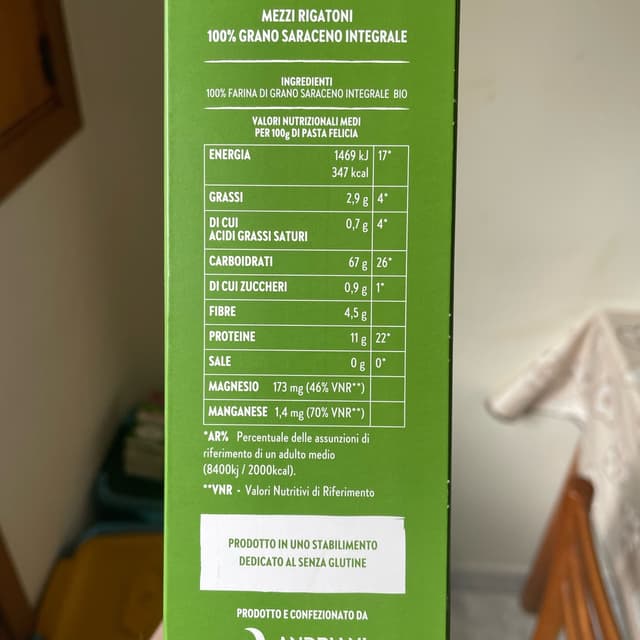 MEZZI RIGATONI
100% GRANO SARACENO INTEGRALE
INGREDIENTI
100% FARINA DI GRANO SARACENO INTEGRALE BIO
VALORI NUTRIZIONALI MEDI
PER 100g DI PASTA FELICIA
ENERGIA 1469 kJ 17*
347 kcal
GRASSI 2,9 g 4*
DI CUI
ACIDI GRASSI SATURI 0,7 g 4*
CARBOIDRATI 67 g 26*
DI CUI ZUCCHERI 0,9 g 1*
FIBRE 4,5 g
PROTEINE 11 g 22*
SALE 0 g 0*
MAGNESIO 173 mg (46% VNR**)
MANGANESE 1,4 mg (70% VNR**)
*AR% Percentuale delle assunzioni di
riferimento di un adulto medio
(8400kj / 2000kcal).
**VNR - Valori Nutritivi di Riferimento
PRODOTTO IN UNO STABILIMENTO
DEDICATO AL SENZA GLUTINE
PRODOTTO E CONFEZIONATO DA